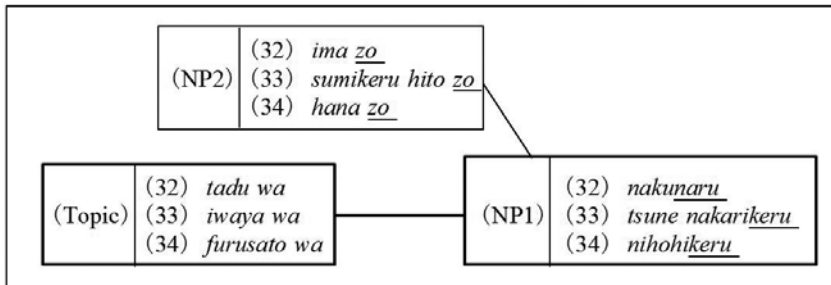 (NP2)
(32) ima zo
(33) sumikeru hito zo
(34) hana zo
(Topic)
(32) tadu wa
(33) iwaya wa
(34) furusato wa
(NP1)
(32) nakunaru
(33) tsune nakarikeru
(34) nihohikeru